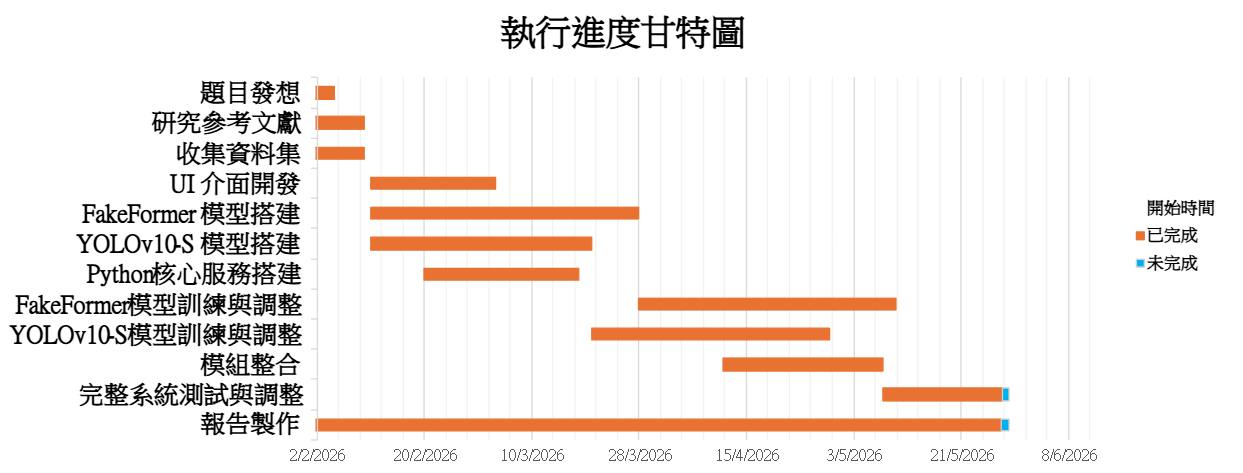 執行進度甘特圖
題目發想
研究參考文獻
收集資料集
UI 介面開發
FakeFormer 模型搭建
YOLOv10-S 模型搭建
Python核心服務搭建
FakeFormer模型訓練與調整
YOLOv10-S模型訓練與調整
模組整合
完整系統測試與調整
報告製作
2/2/2026 20/2/2026 10/3/2026 28/3/2026 15/4/2026 3/5/2026 21/5/2026 8/6/2026
開始時間
已完成
未完成